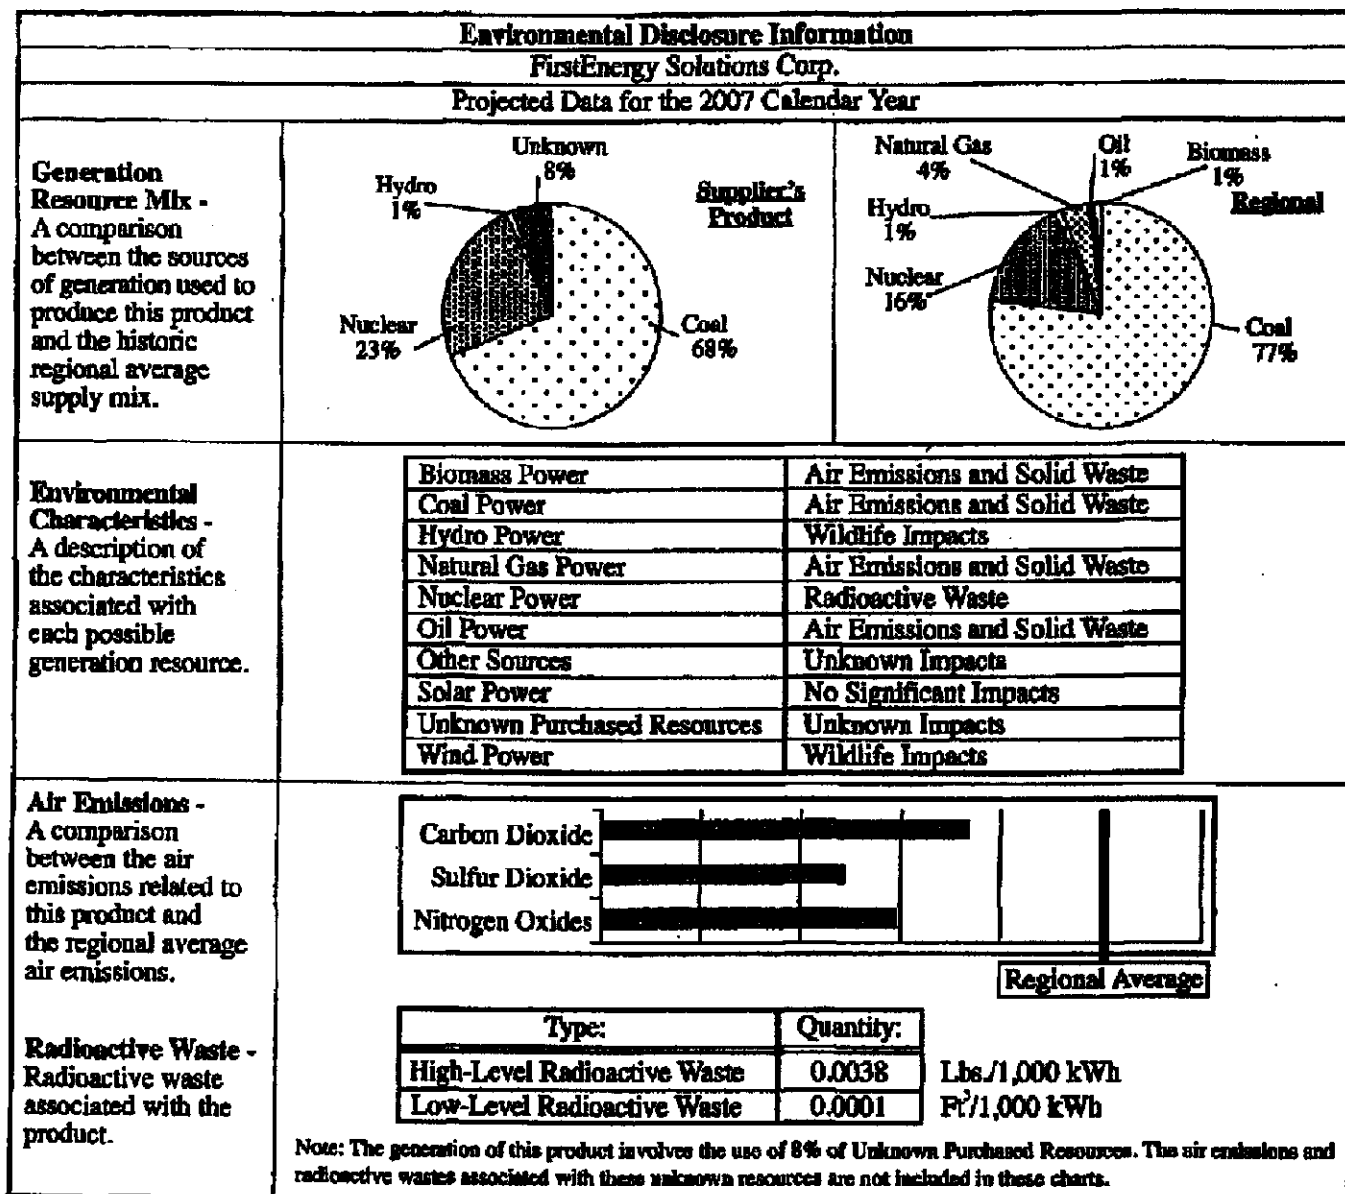 Environmental Disclosure Information
FirstEnergy Solutions Corp.
Projected Data for the 2007 Calendar Year
Generation
Resource Mix -
A comparison
between the sources
of generation used to
produce this product
and the historic
regional average
supply mix.
Unknown
8%
Hydro
1%
Supplier's
Product
Nuclear
23%
Coal
68%
Natural Gas
4%
Oil
1%
Biomass
1%
Regional
Hydro
1%
Nuclear
16%
Coal
77%
Environmental
Characteristics -
A description of
the characteristics
associated with
each possible
generation resource.
Biomass Power Air Emissions and Solid Waste
Coal Power Air Emissions and Solid Waste
Hydro Power Wildlife Impacts
Natural Gas Power Air Emissions and Solid Waste
Nuclear Power Radioactive Waste
Oil Power Air Emissions and Solid Waste
Other Sources Unknown Impacts
Solar Power No Significant Impacts
Unknown Purchased Resources Unknown Impacts
Wind Power Wildlife Impacts
Air Emissions -
A comparison
between the air
emissions related to
this product and
the regional average
air emissions.
Carbon Dioxide
Sulfur Dioxide
Nitrogen Oxides
Regional Average
Radioactive Waste -
Radioactive waste
associated with the
product.
Type: Quantity:
High-Level Radioactive Waste 0.0038 Lbs./1,000 kWh
Low-Level Radioactive Waste 0.0001 Ft³/1,000 kWh
Note: The generation of this product involves the use of 8% of Unknown Purchased Resources. The air emissions and
radioactive wastes associated with these unknown resources are not included in these charts.